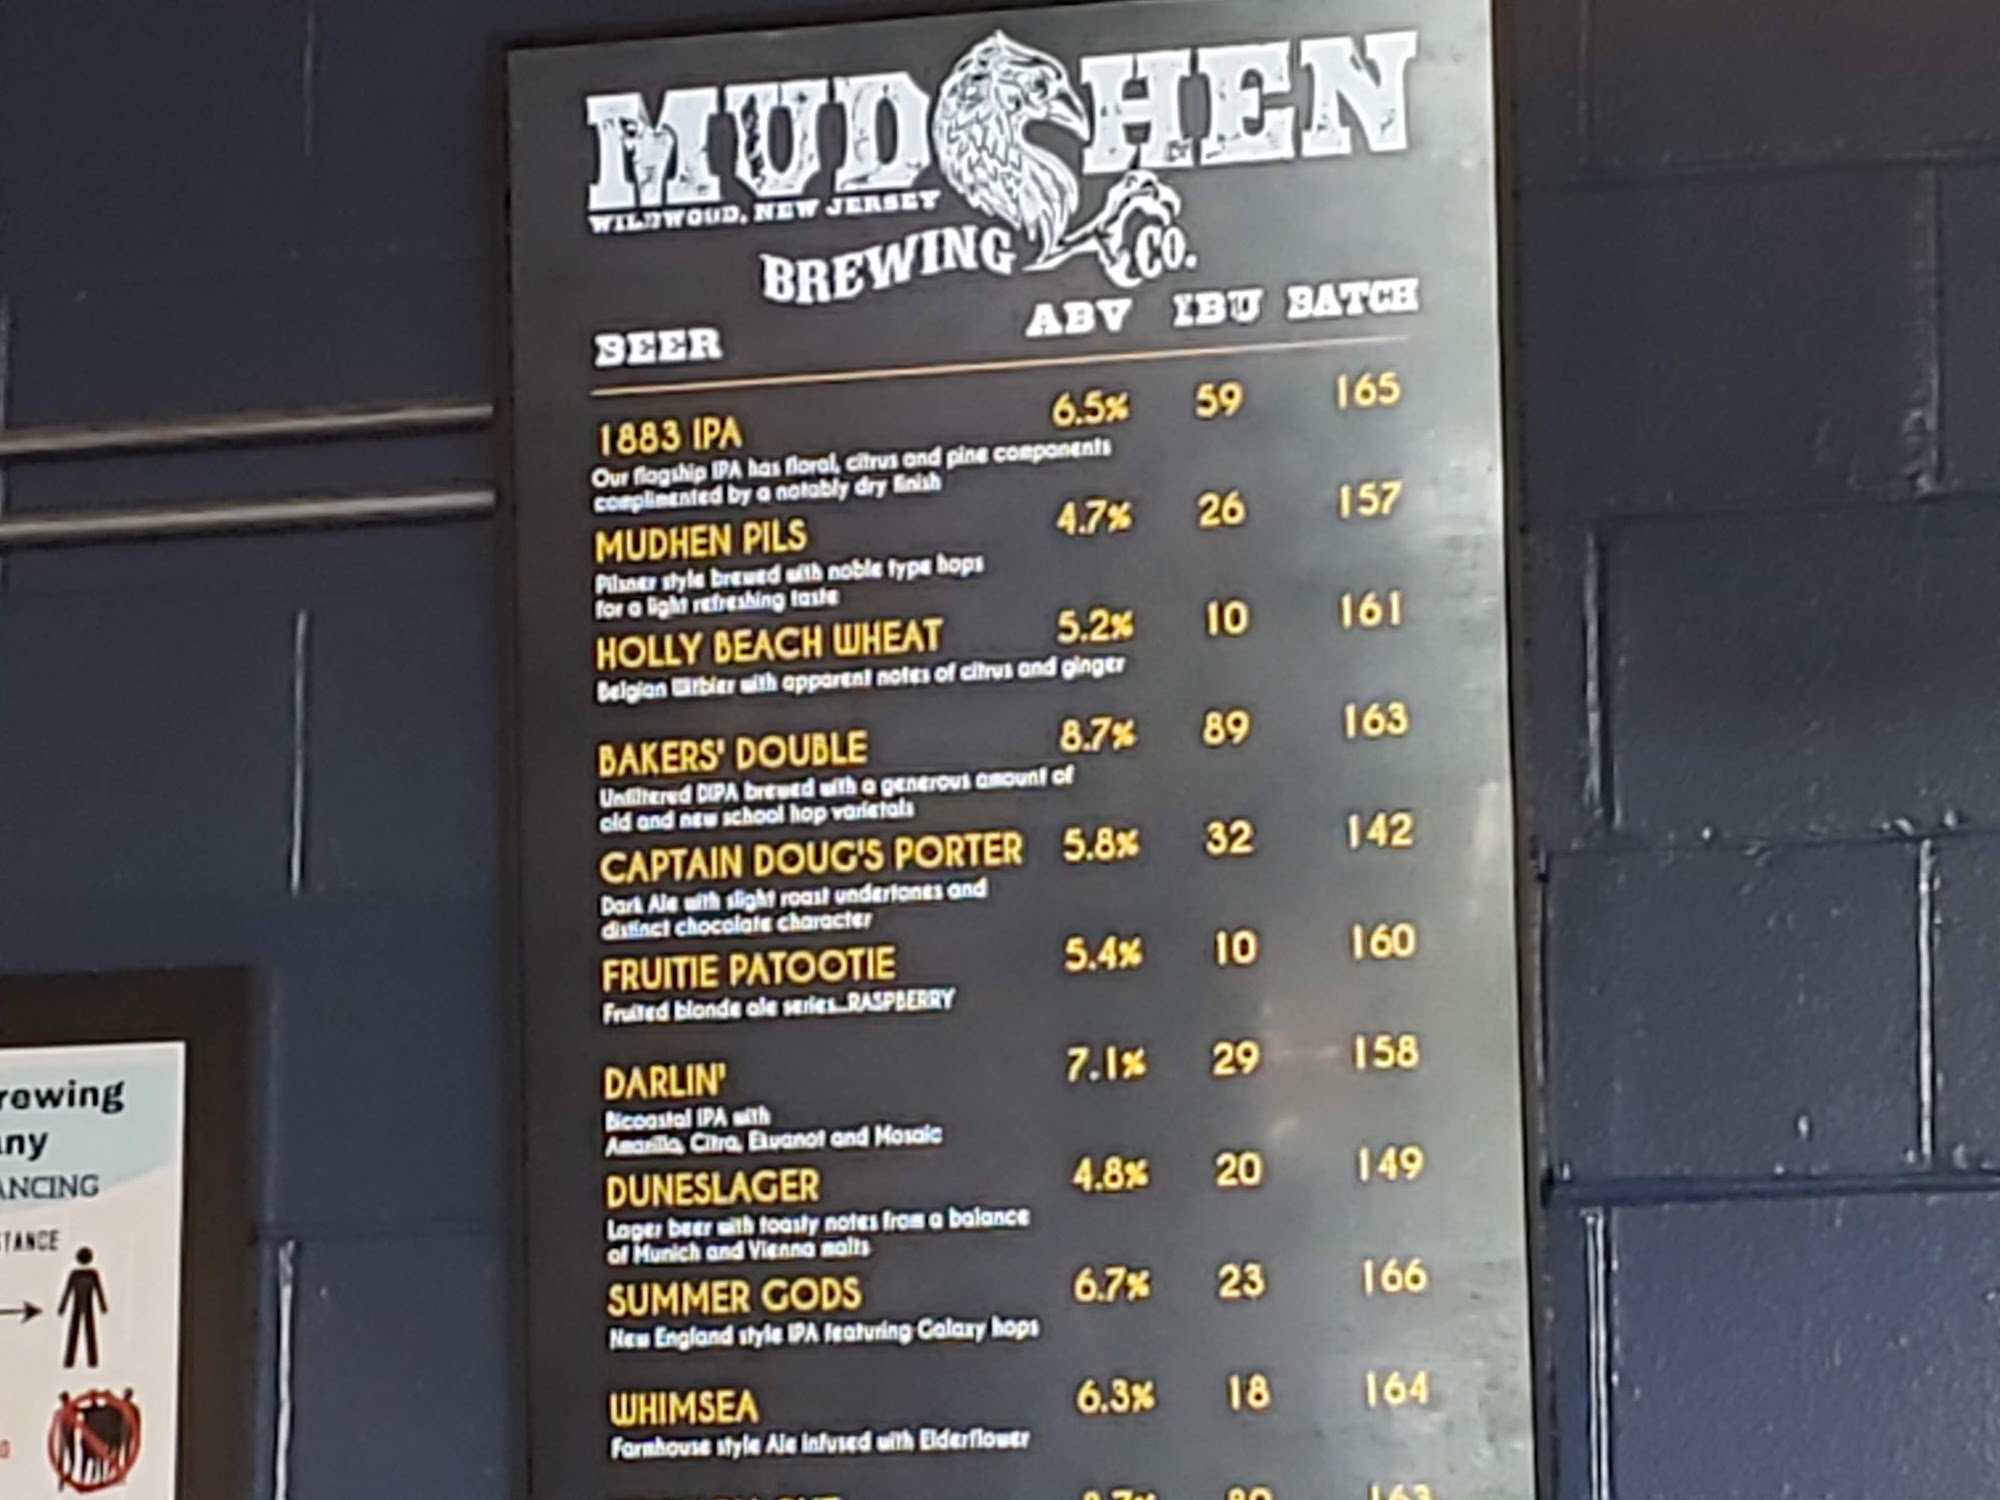 MUDHEN
WILDWOOD, NEW JERSEY
BREWING CO.
BEER ABV IBU BATCH
1883 IPA 6.5% 59 165
Our flagship IPA has floral, citrus and pine components
complimented by a notably dry finish
MUDHEN PILS 4.7% 26 157
Pilsner style brewed with noble type hops
for a light refreshing taste
HOLLY BEACH WHEAT 5.2% 10 161
Belgian Witbier with apparent notes of citrus and ginger
BAKERS' DOUBLE 8.7% 89 163
Unfiltered DIPA brewed with a generous amount of
old and new school hop varietals
CAPTAIN DOUG'S PORTER 5.8% 32 142
Dark Ale with slight roast undertones and
distinct chocolate character
FRUITIE PATOOTIE 5.4% 10 160
Fruited blonde ale series...RASPBERRY
DARLIN' 7.1% 29 158
Bicoastal IPA with
Amarillo, Citra, Ekuanot and Mosaic
DUNESLAGER 4.8% 20 149
Lager beer with toasty notes from a balance
of Munich and Vienna malts
SUMMER GODS 6.7% 23 166
New England style IPA featuring Galaxy hops
WHIMSEA 6.3% 18 164
Farmhouse style Ale infused with Elderflower
rewing
any
ANCING
TANCE